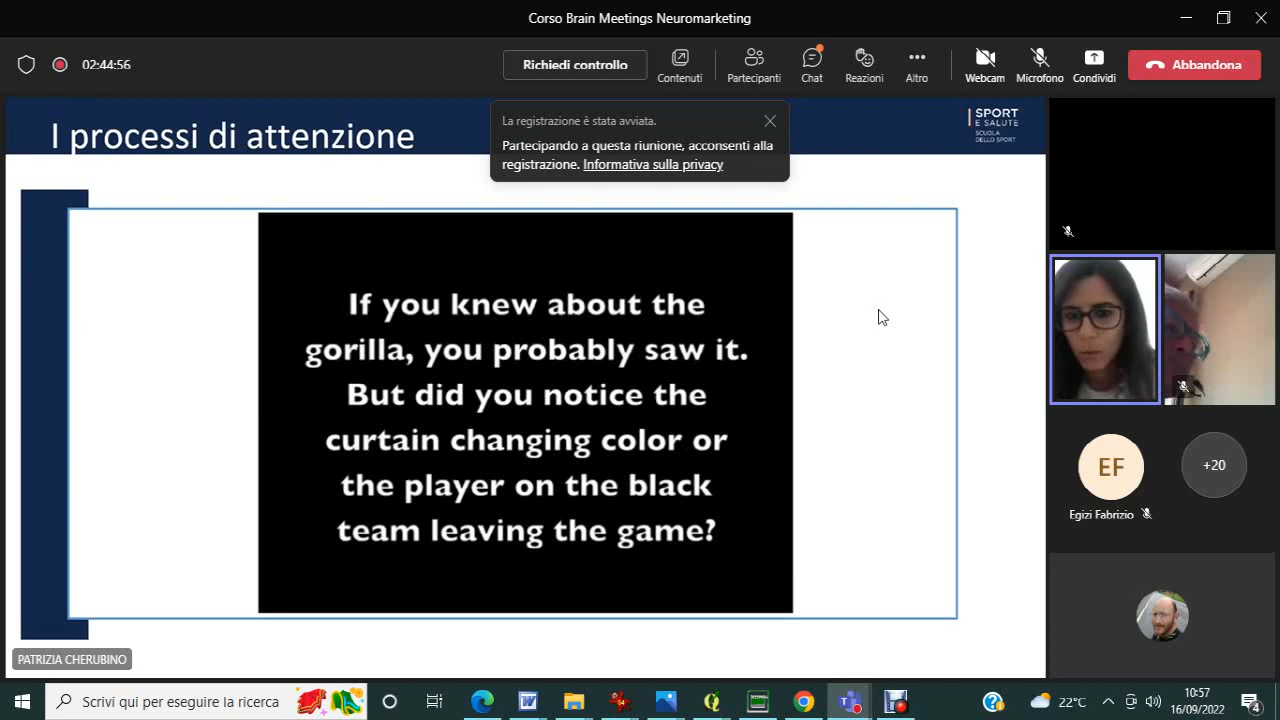 Corso Brain Meetings Neuromarketing
02:44:56
Richiedi controllo
Contenuti
Partecipanti
Chat
Reazioni
Altro
Webcam
Microfono
Condividi
Abbandona
I processi di attenzione
La registrazione è stata avviata.
Partecipando a questa riunione, acconsenti alla
registrazione. Informativa sulla privacy
SPORT
E SALUTE
SCUOLA
DELLO SPORT
If you knew about the
gorilla, you probably saw it.
But did you notice the
curtain changing color or
the player on the black
team leaving the game?
EF
+20
Egizi Fabrizio
PATRIZIA CHERUBINO
Scrivi qui per eseguire la ricerca
22°C
10:57
16/09/2022
4